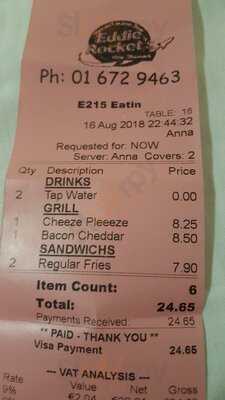 Eddie
Rocket's
Ph: 01 672 9463
E215 Eatin
TABLE: 16
16 Aug 2018 22:44:32
Anna
Requested for: NOW
Server: Anna Covers: 2
Qty Description Price
DRINKS
2 Tap Water 0.00
GRILL
1 Cheeze Pleeeze 8.25
1 Bacon Cheddar 8.50
SANDWICHS
2 Regular Fries 7.90
Item Count: 6
Total: 24.65
Payments Received: 24.65
** PAID - THANK YOU **
Visa Payment 24.65
--- VAT ANALYSIS ---
Rate Value Net Gross
9%